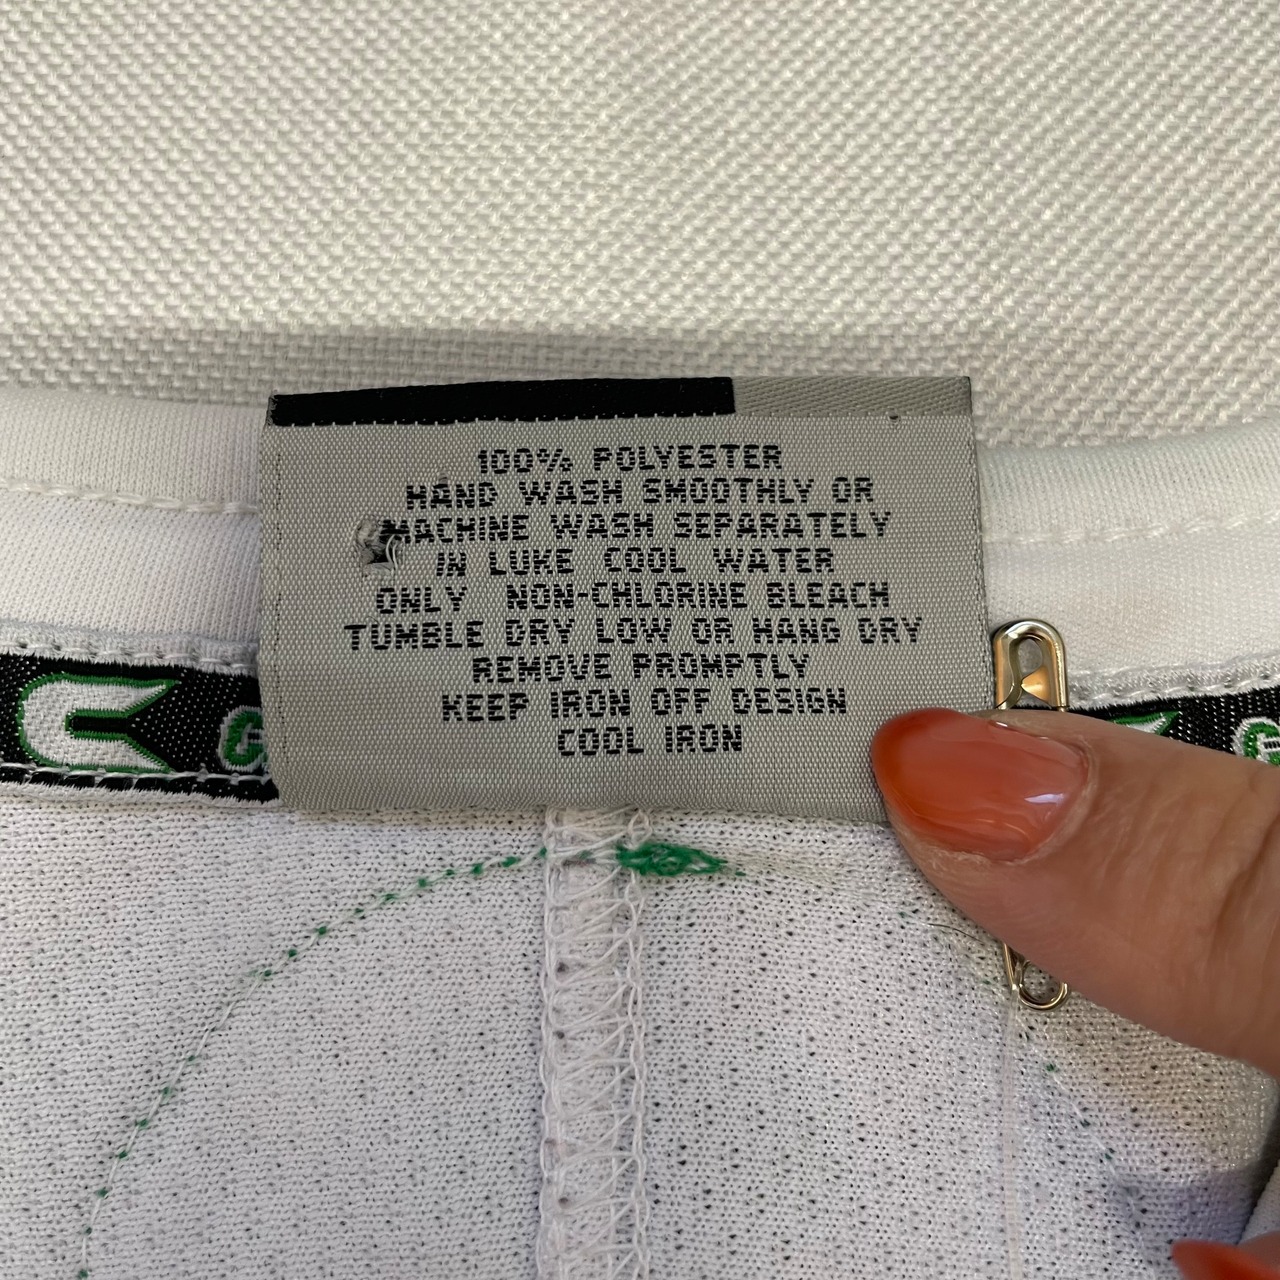 100% POLYESTER
HAND WASH SMOOTHLY OR
MACHINE WASH SEPARATELY
IN LUKE COOL WATER
ONLY NON-CHLORINE BLEACH
TUMBLE DRY LOW OR HANG DRY
REMOVE PROMPTLY
KEEP IRON OFF DESIGN
COOL IRON